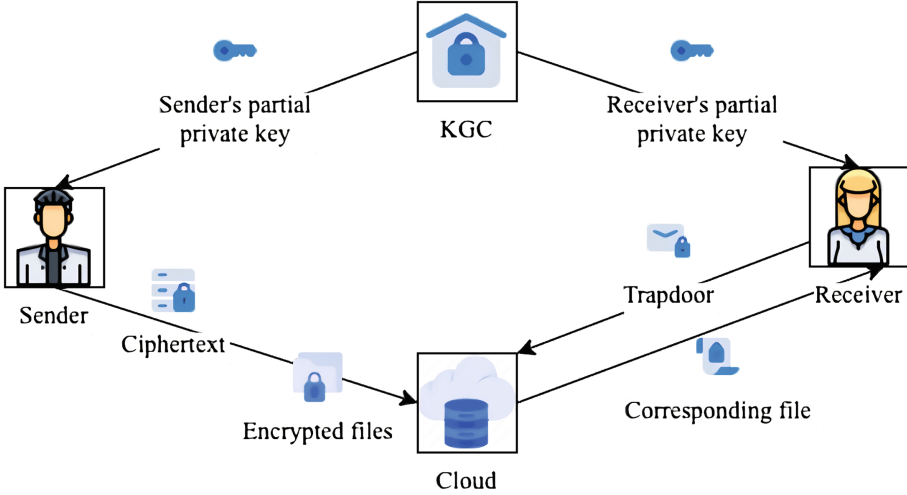 Sender's partial
private key
KGC
Receiver's partial
private key
Sender
Ciphertext
Encrypted files
Cloud
Trapdoor
Receiver
Corresponding file